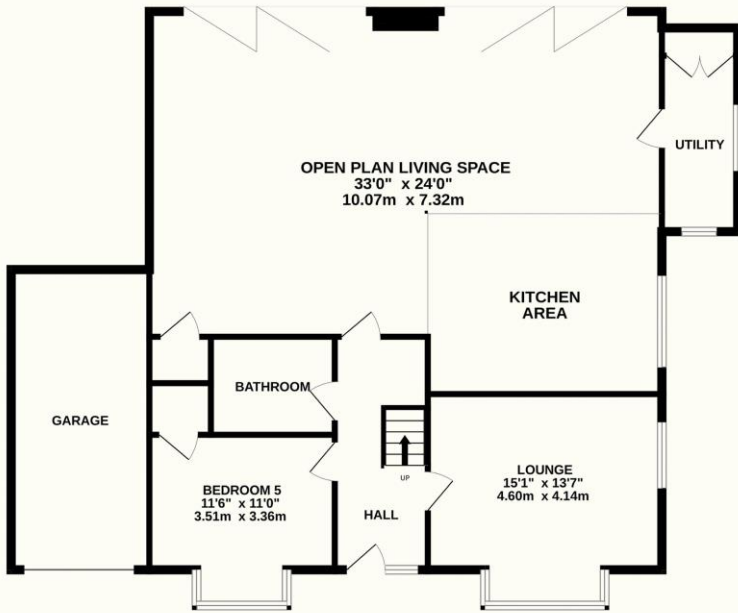 OPEN PLAN LIVING SPACE
33'0" x 24'0"
10.07m x 7.32m
UTILITY
KITCHEN
AREA
GARAGE
BATHROOM
BEDROOM 5
11'6" x 11'0"
3.51m x 3.36m
UP
HALL
LOUNGE
15'1" x 13'7"
4.60m x 4.14m